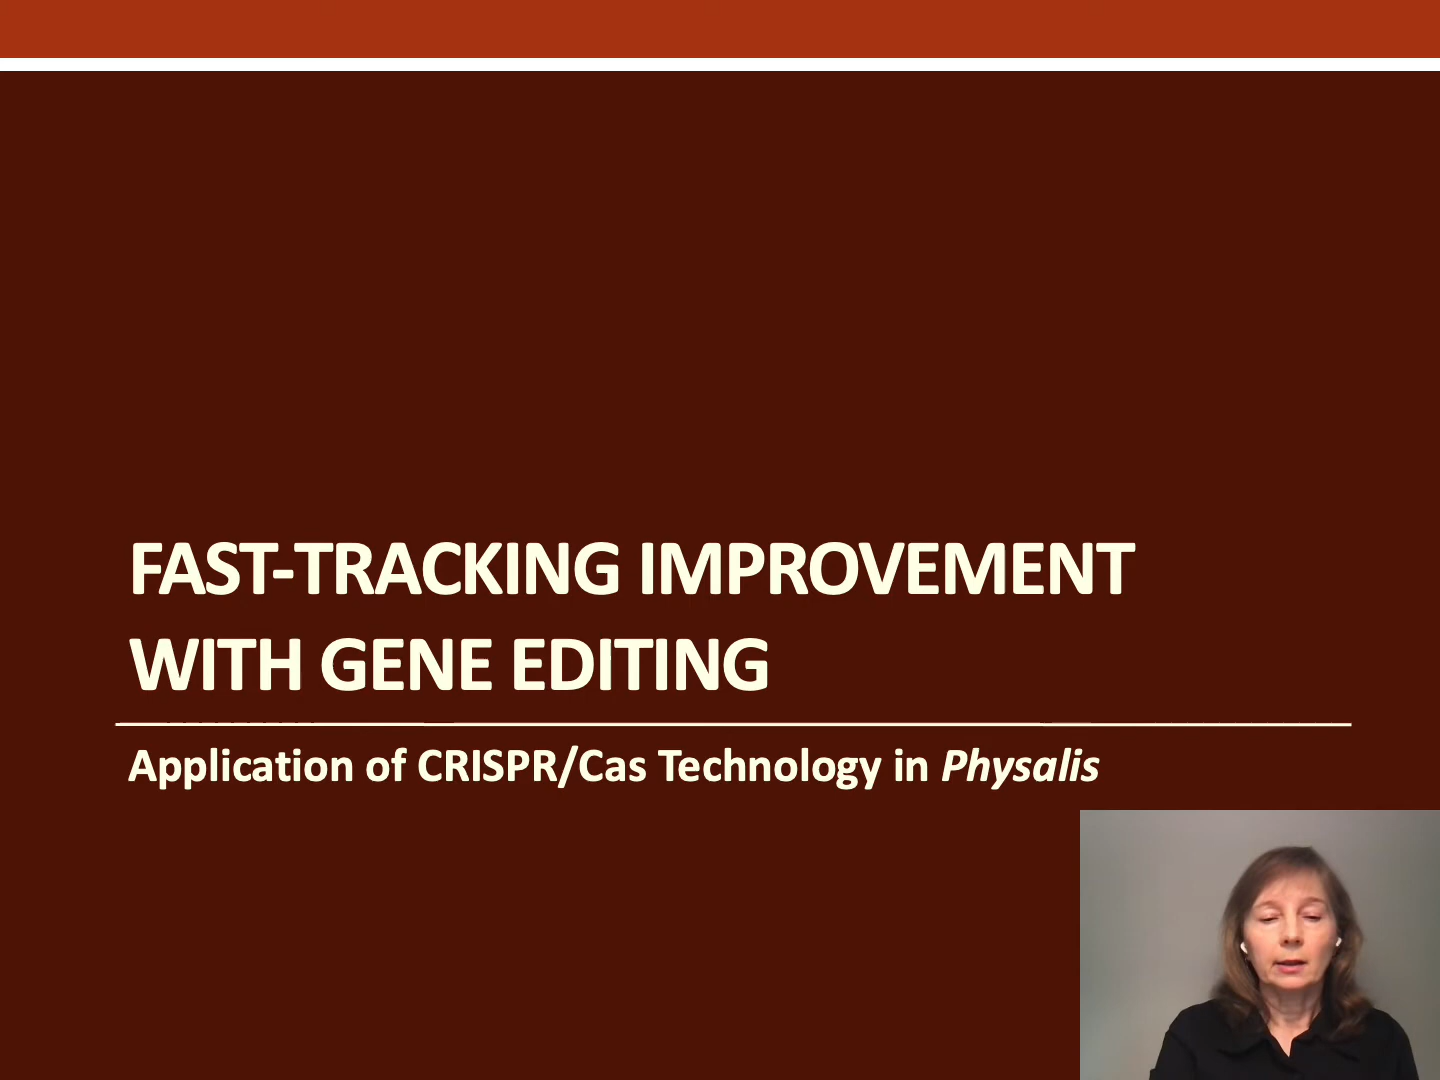 FAST-TRACKING IMPROVEMENT
WITH GENE EDITING
Application of CRISPR/Cas Technology in Physalis